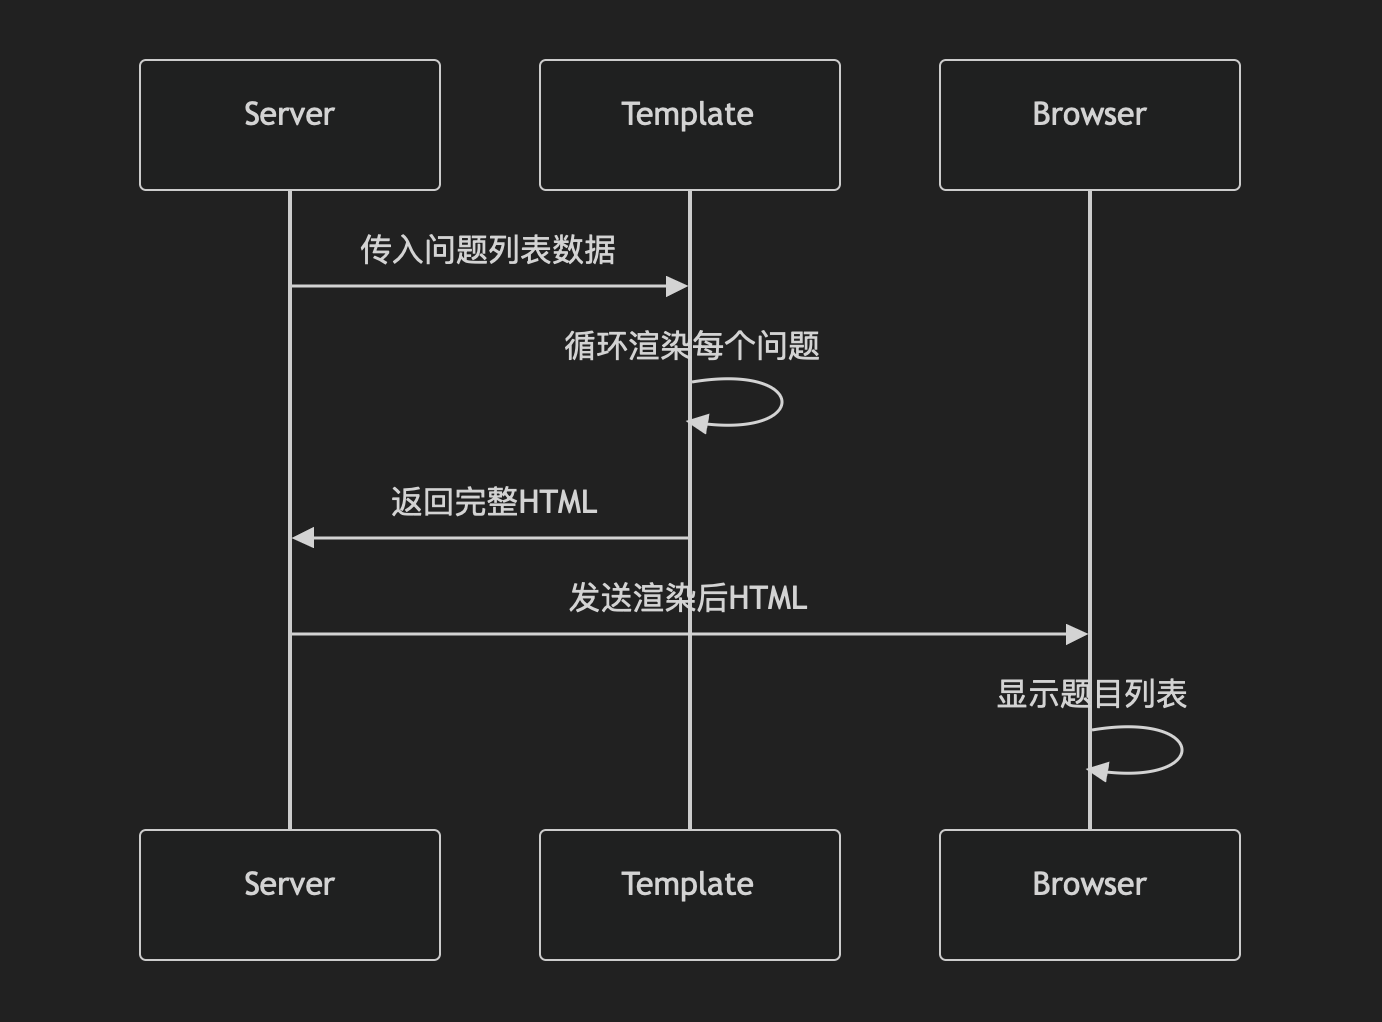 Server
Template
Browser
传入问题列表数据
循环渲染每个问题
返回完整HTML
发送渲染后HTML
显示题目列表
Server
Template
Browser